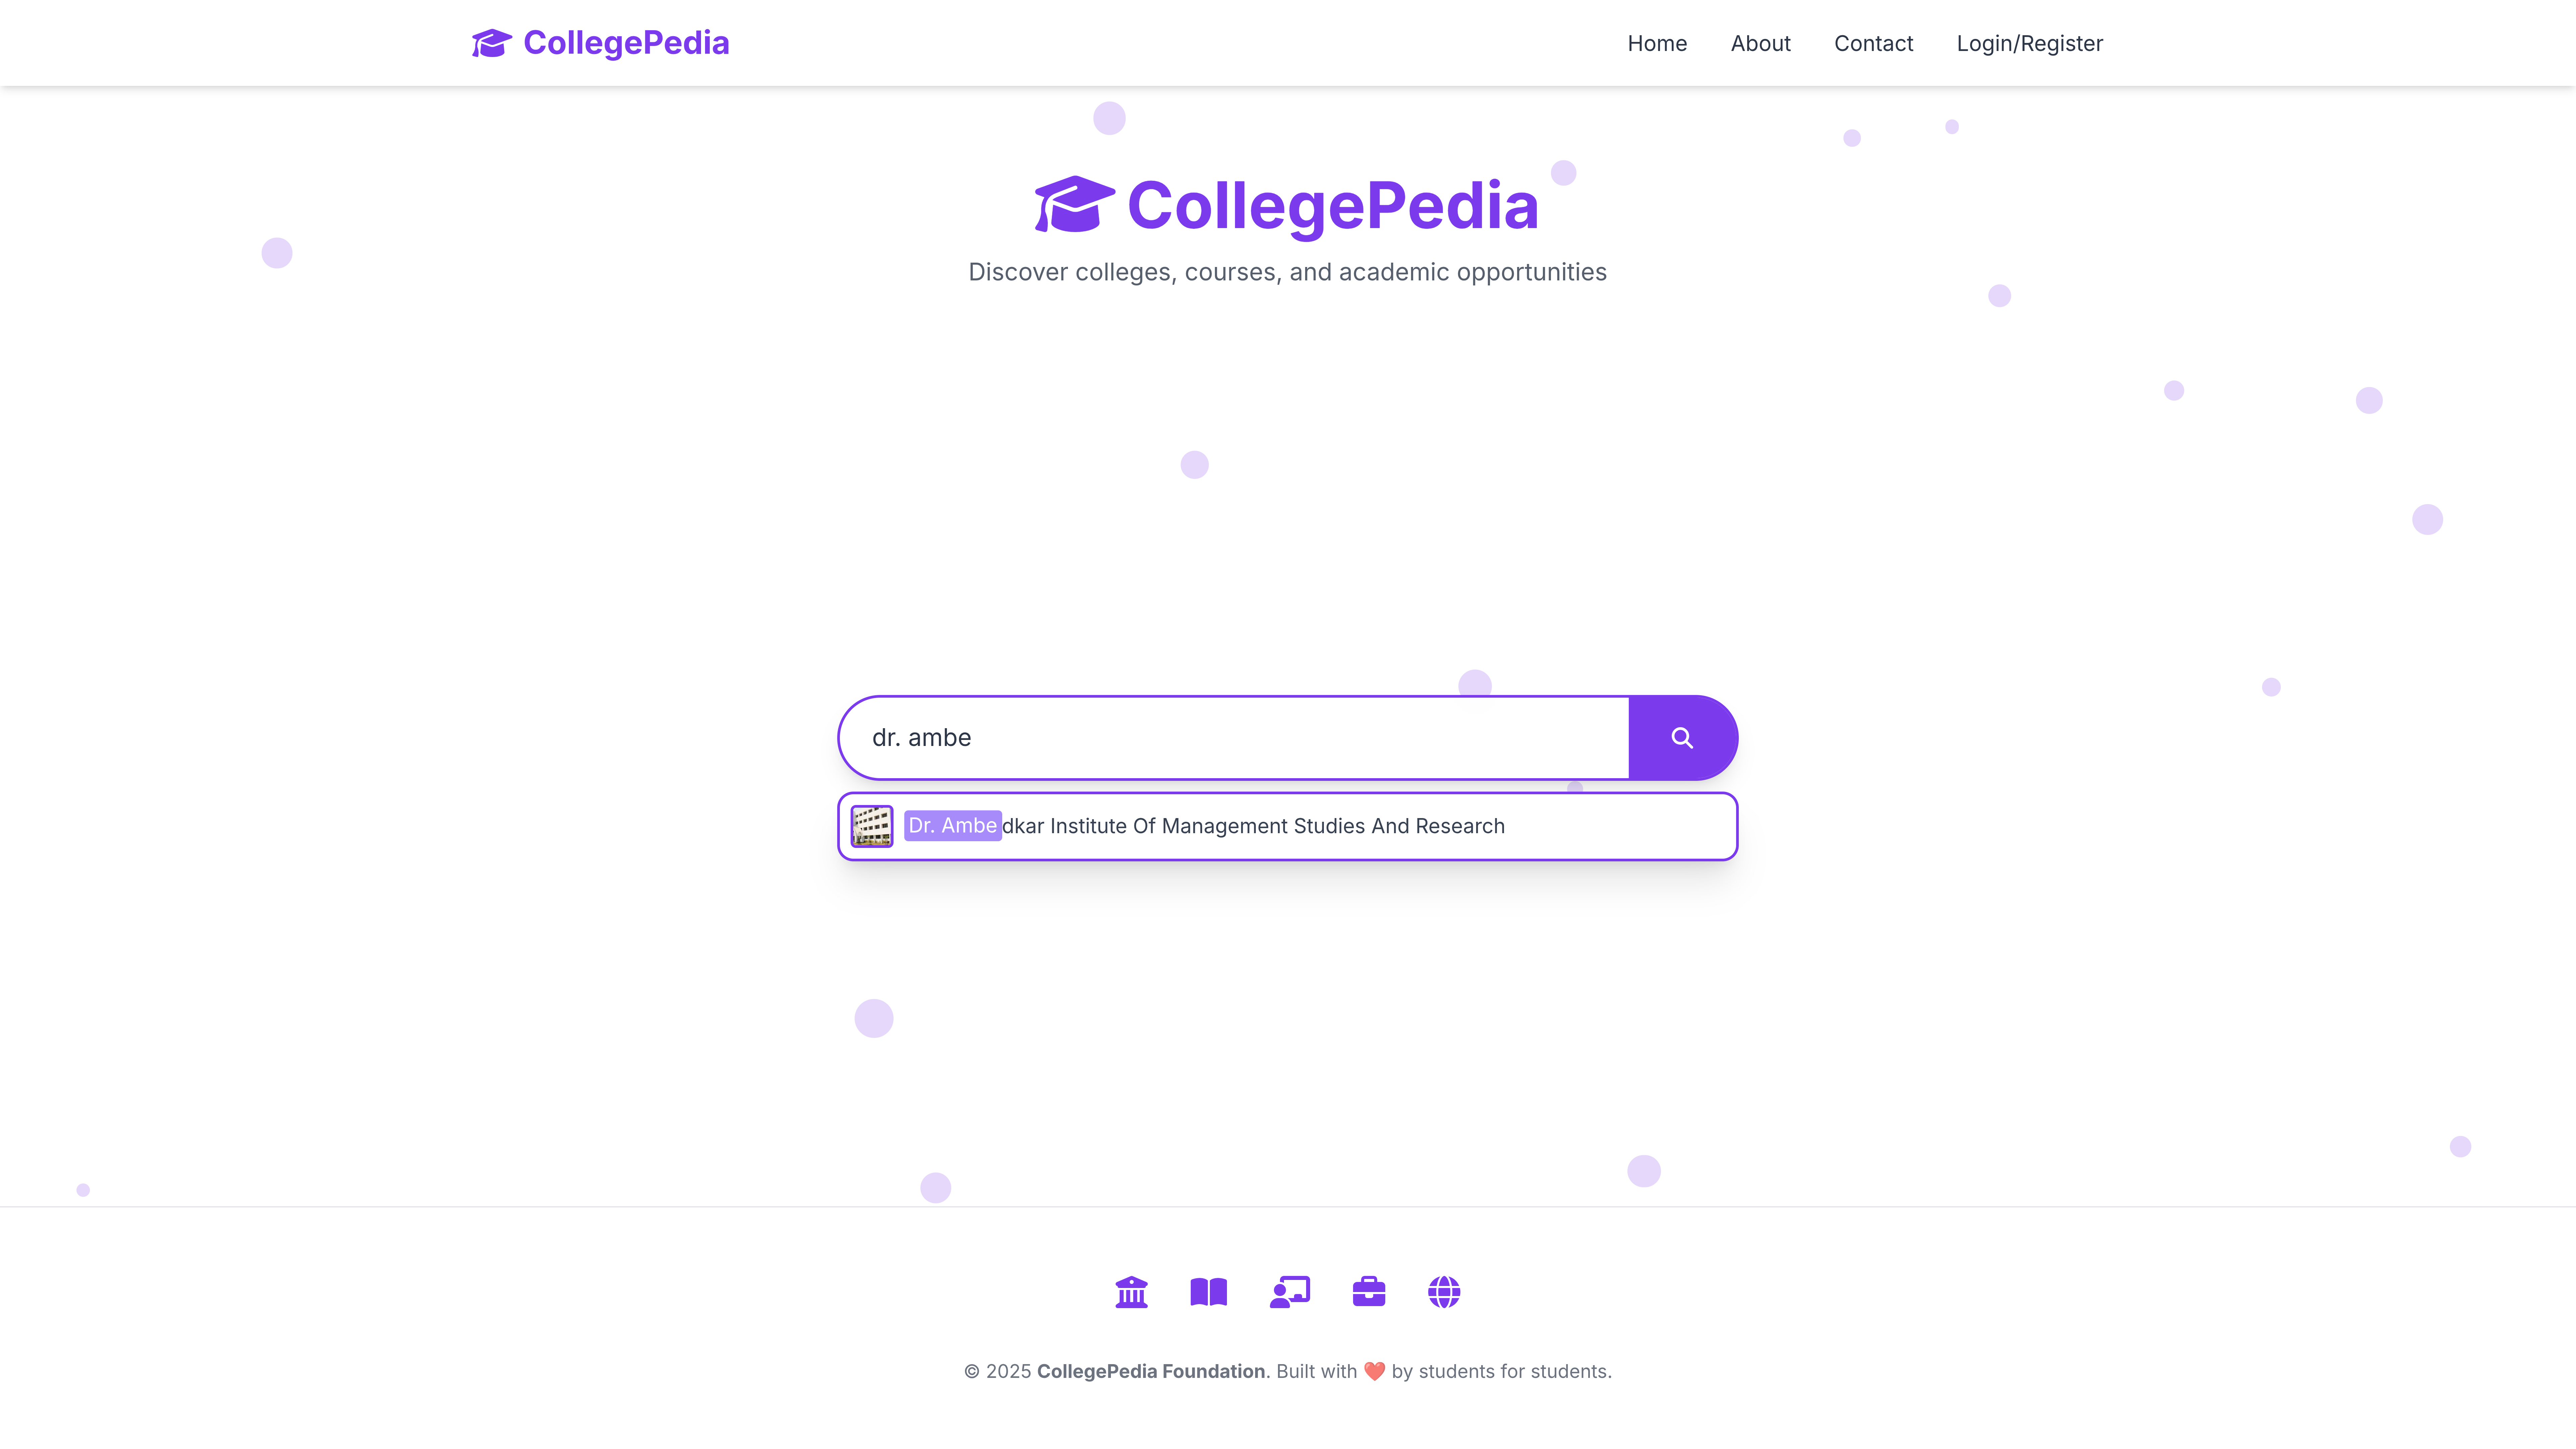 CollegePedia
Home About Contact Login/Register
CollegePedia
Discover colleges, courses, and academic opportunities
dr. ambe
Dr. Ambedkar Institute Of Management Studies And Research
© 2025 CollegePedia Foundation. Built with ❤️ by students for students.